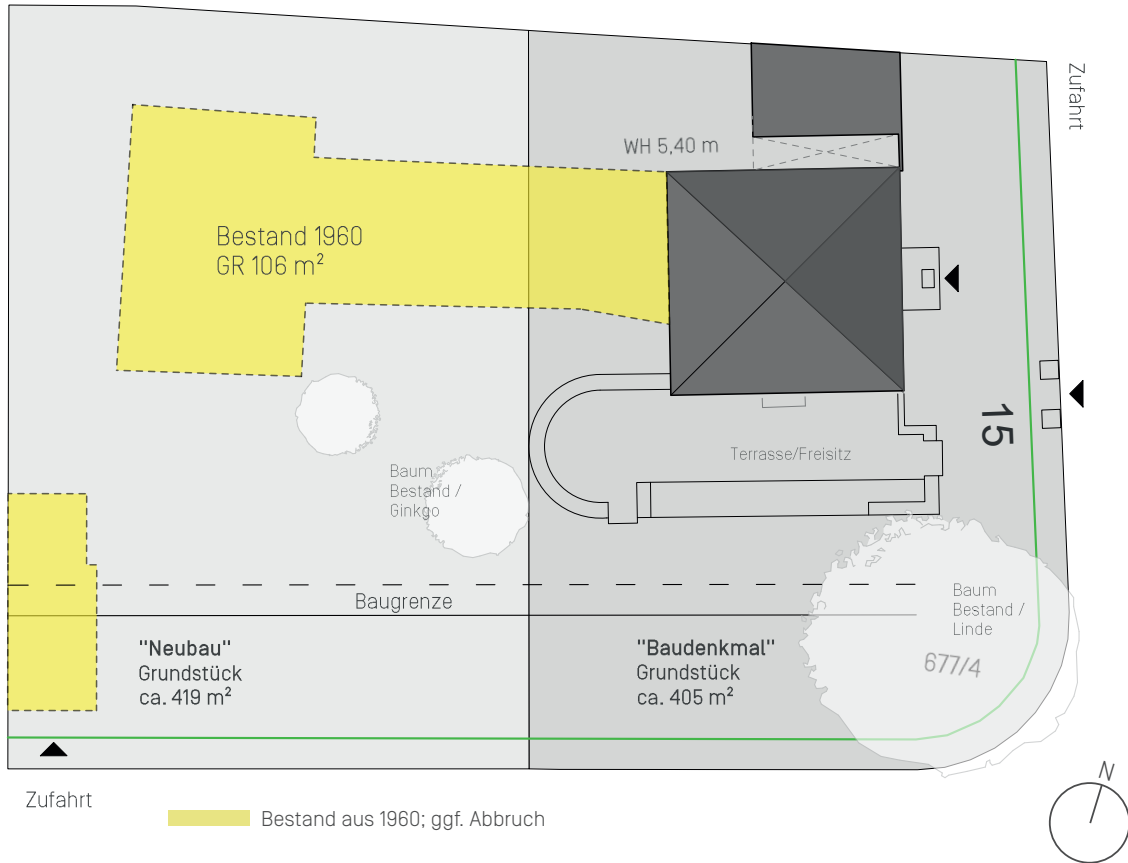 Zufahrt
WH 5,40 m
Bestand 1960
GR 106 m²
15
Terrasse/Freisitz
Baum
Bestand /
Ginkgo
Baugrenze
Baum
Bestand /
Linde
677/4
"Neubau"
Grundstück
ca. 419 m²
"Baudenkmal"
Grundstück
ca. 405 m²
N
Zufahrt
Bestand aus 1960; ggf. Abbruch